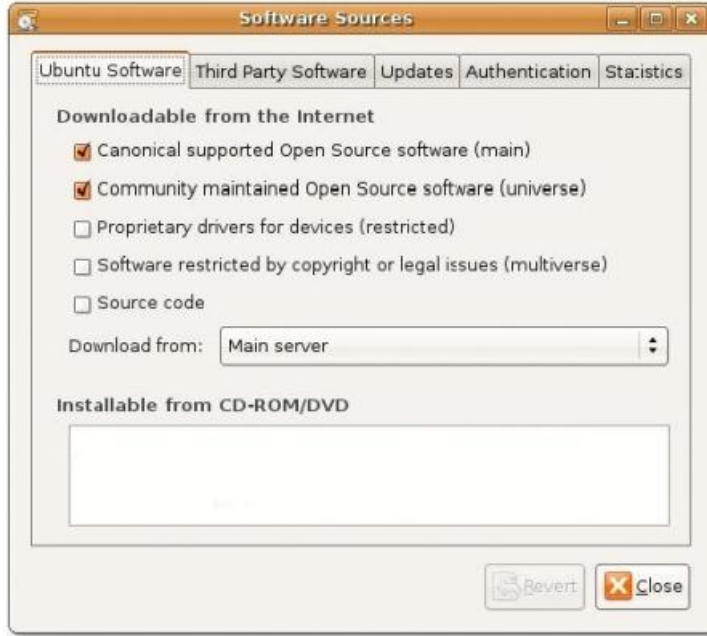 Software Sources
Ubuntu Software Third Party Software Updates Authentication Statistics
Downloadable from the Internet
Canonical supported Open Source software (main)
Community maintained Open Source software (universe)
Proprietary drivers for devices (restricted)
Software restricted by copyright or legal issues (multiverse)
Source code
Download from: Main server
Installable from CD-ROM/DVD
Revert Close